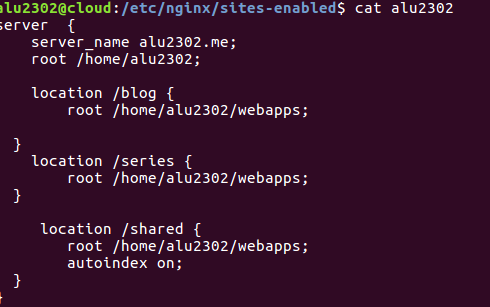 alu2302@cloud:/etc/nginx/sites-enabled$ cat alu2302
server  {
    server_name alu2302.me;
    root /home/alu2302;

    location /blog {
        root /home/alu2302/webapps;

  }
    location /series {
        root /home/alu2302/webapps;
  }

     location /shared {
        root /home/alu2302/webapps;
        autoindex on;
  }
}